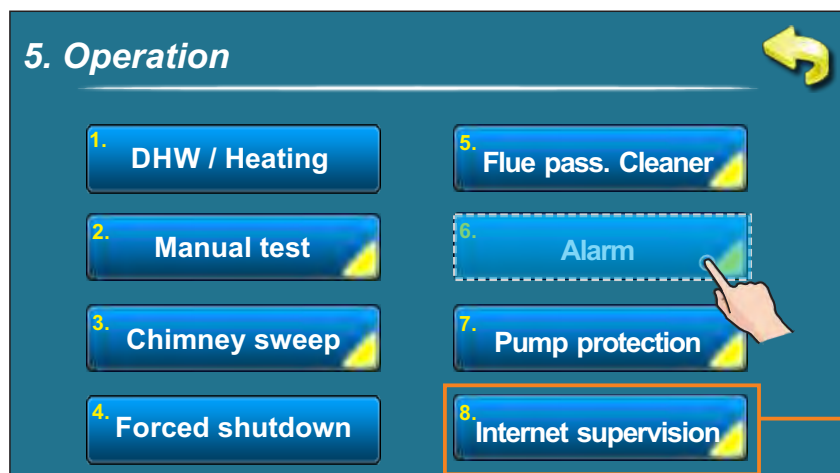 5. Operation
1. DHW / Heating
2. Manual test
3. Chimney sweep
4. Forced shutdown
5. Flue pass. Cleaner
6. Alarm
7. Pump protection
8. Internet supervision